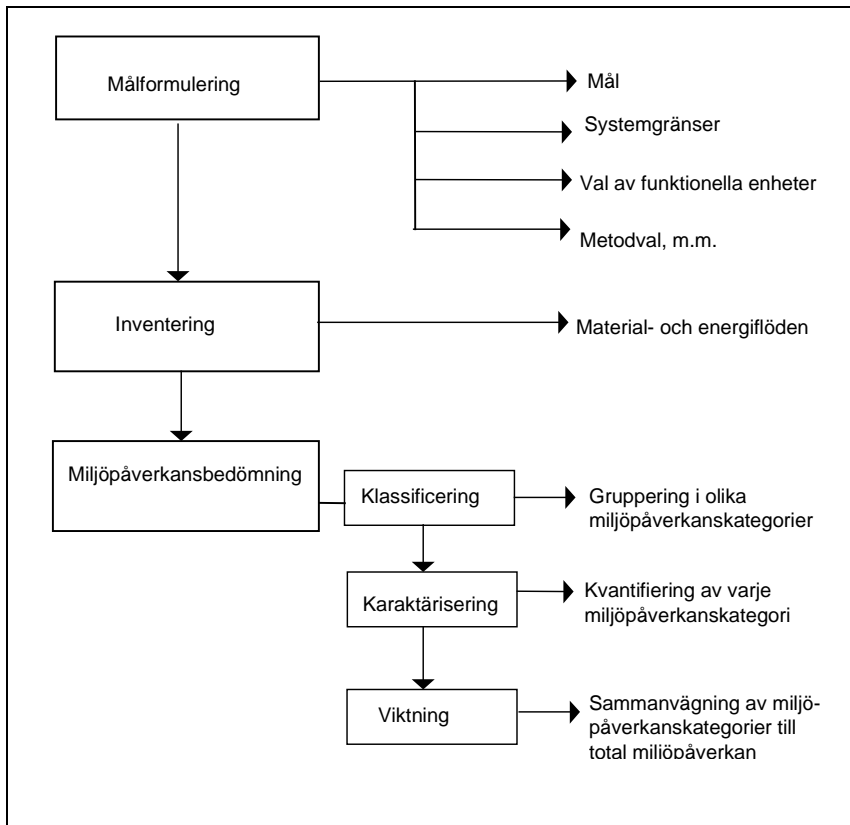 Målformulering
Mål
Systemgränser
Val av funktionella enheter
Metodval, m.m.
Inventering
Material- och energiflöden
Miljöpåverkansbedömning
Klassificering
Gruppering i olika
miljöpåverkanskategorier
Karaktärisering
Kvantifiering av varje
miljöpåverkanskategori
Viktning
Sammanvägning av miljö-
påverkanskategorier till
total miljöpåverkan